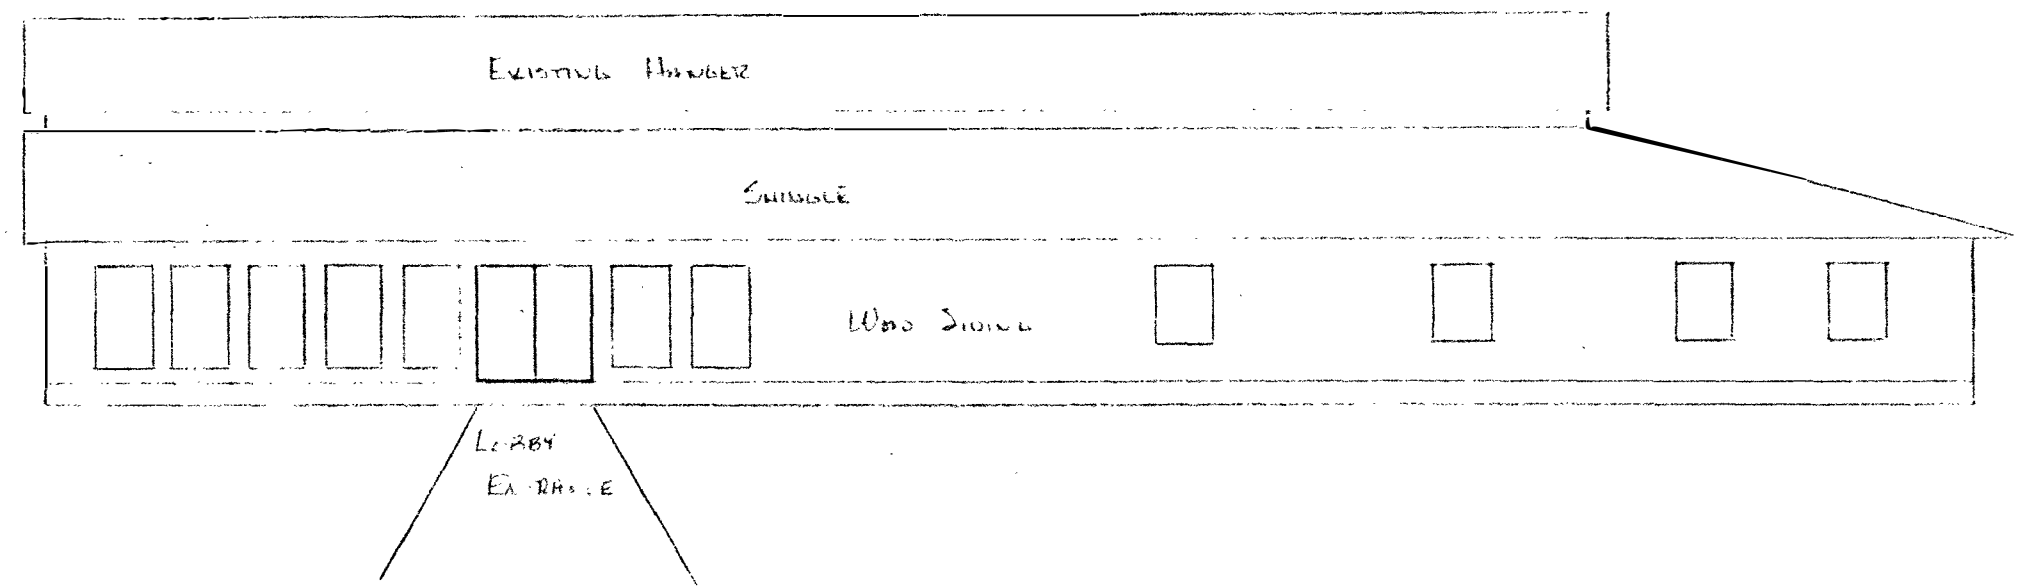 EXISTING HANGER
SHINGLE
WOOD SIDING
LOBBY
ENTRANCE